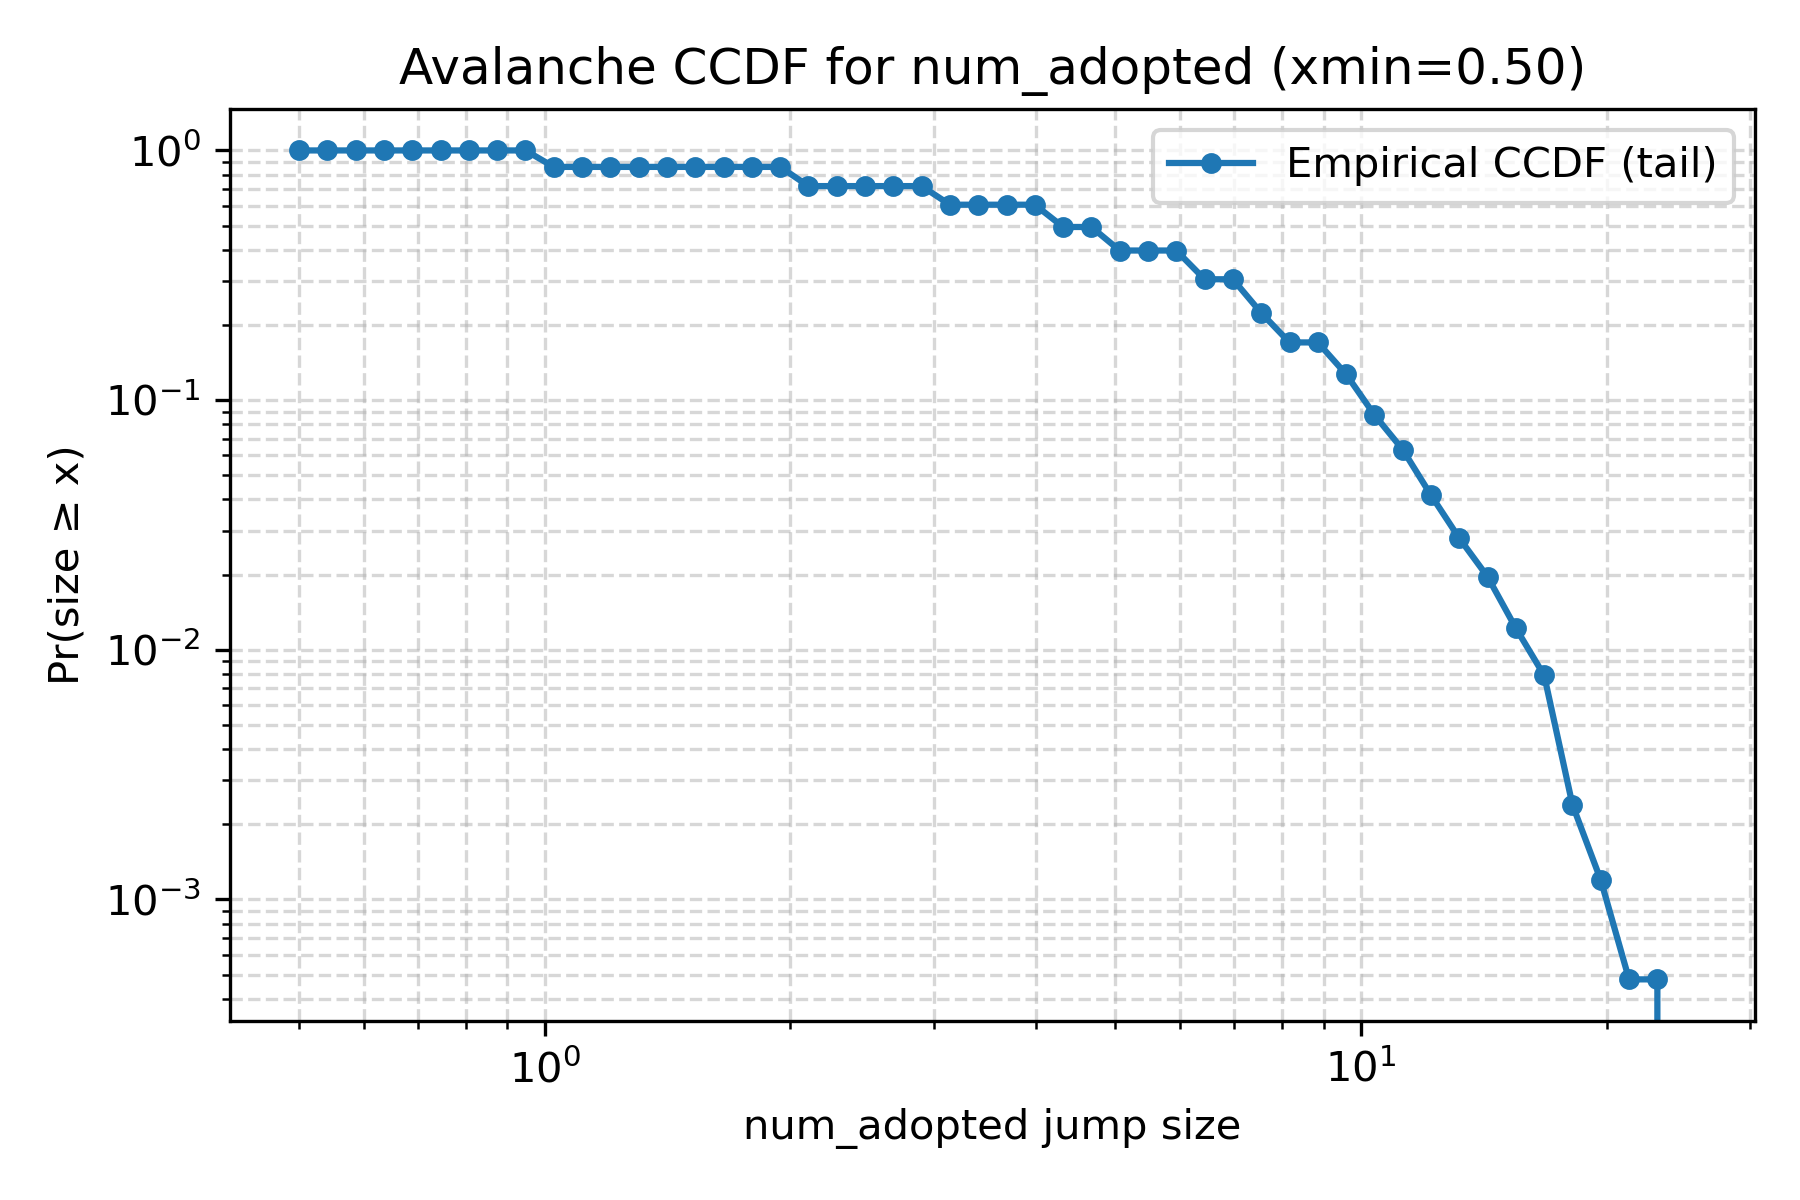 Avalanche CCDF for num_adopted (xmin=0.50)
Empirical CCDF (tail)
Pr(size ≥ x)
10⁰
10⁻¹
10⁻²
10⁻³
10⁰ 10¹
num_adopted jump size